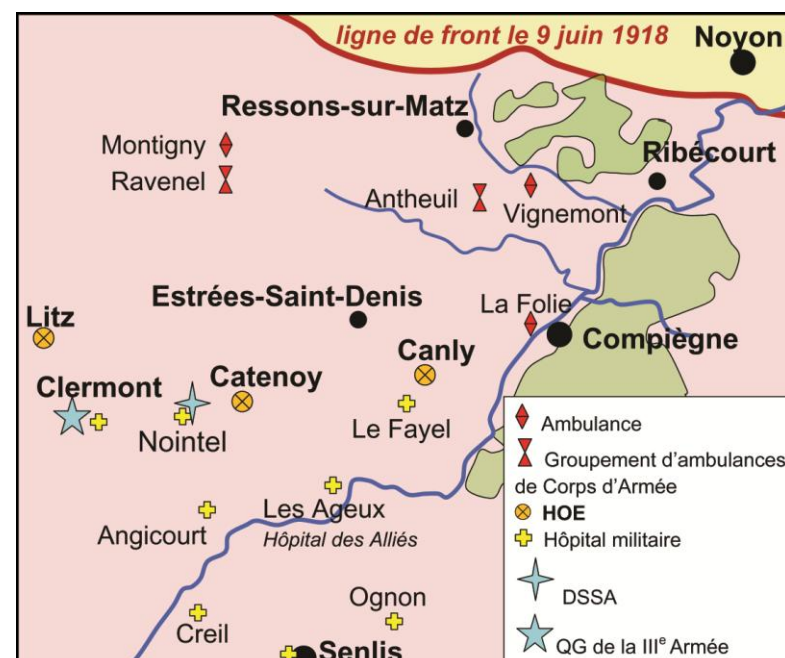 ligne de front le 9 juin 1918
Noyon
Ressons-sur-Matz
Montigny
Ribécourt
Ravenel
Antheuil
Vignemont
Estrées-Saint-Denis
La Folie
Litz
Compiègne
Canly
Clermont
Catenoy
Nointel
Le Fayel
Les Ageux
Hôpital des Alliés
Angicourt
Ognon
Creil
Senlis
Ambulance
Groupement d'ambulances
de Corps d'Armée
HOE
Hôpital militaire
DSSA
QG de la IIIe Armée